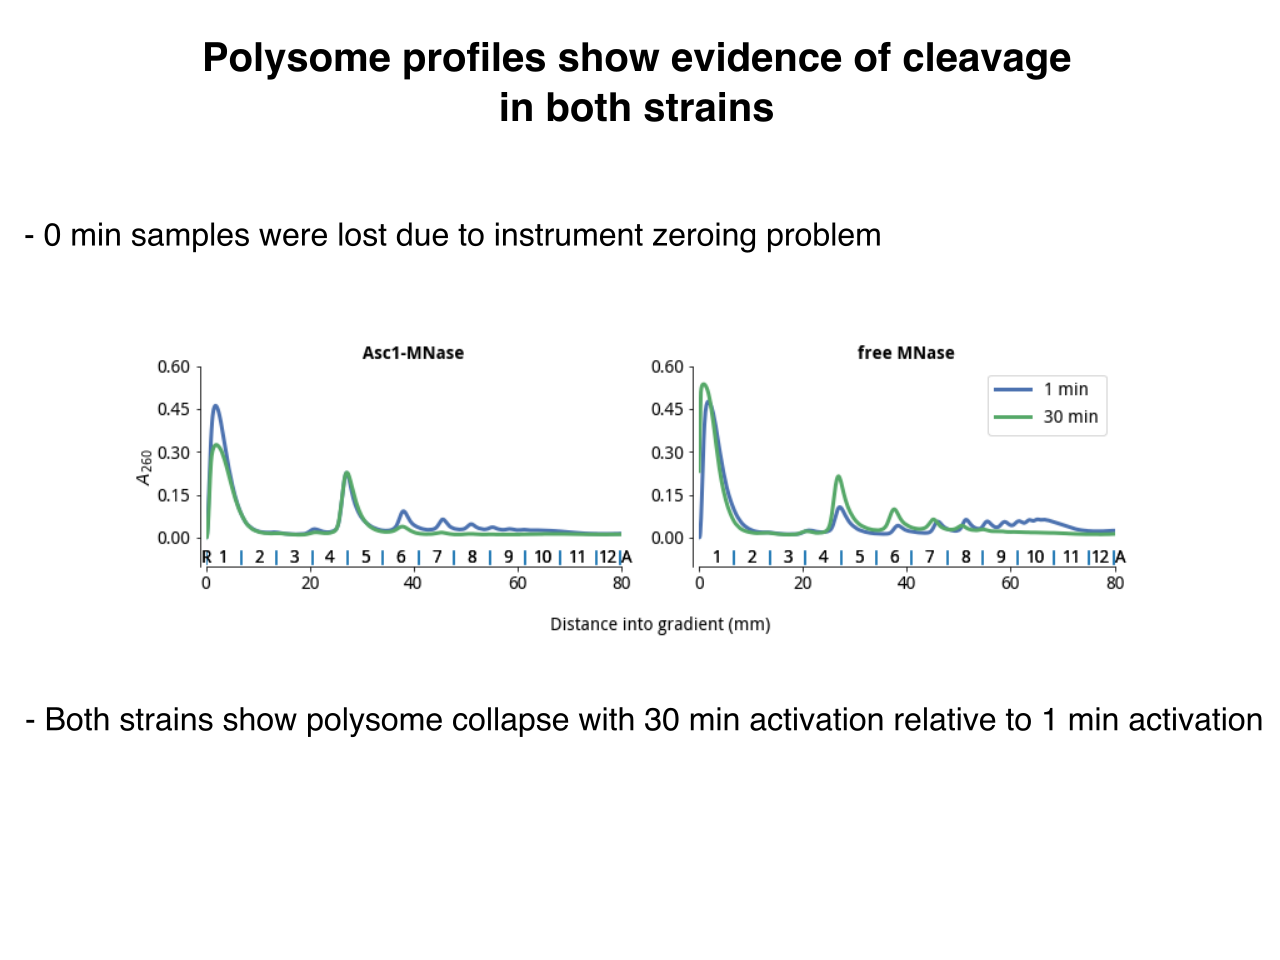 Polysome profiles show evidence of cleavage
in both strains
- 0 min samples were lost due to instrument zeroing problem
Asc1-MNase
0.60
0.45
0.30
0.15
0.00
A260
R 1 2 3 4 5 6 7 8 9 10 11 12 A
0 20 40 60 80
free MNase
1 min
30 min
0.60
0.45
0.30
0.15
0.00
1 2 3 4 5 6 7 8 9 10 11 12 A
0 20 40 60 80
Distance into gradient (mm)
- Both strains show polysome collapse with 30 min activation relative to 1 min activation